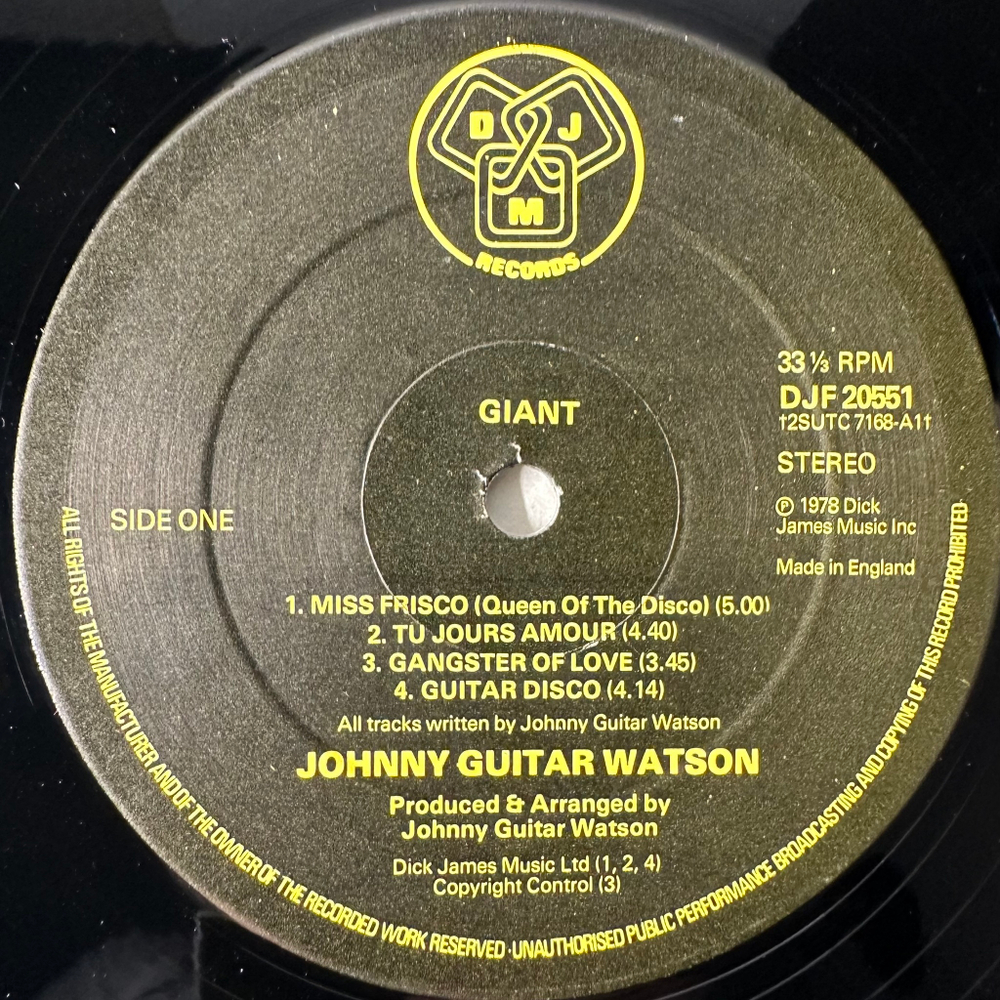 D J
M
RECORDS
GIANT
33 ⅓ RPM
DJF 20551
†2SUTC 7168-A1†
STEREO
SIDE ONE
℗ 1978 Dick
James Music Inc
Made in England
1. MISS FRISCO (Queen Of The Disco) (5.00)
2. TU JOURS AMOUR (4.40)
3. GANGSTER OF LOVE (3.45)
4. GUITAR DISCO (4.14)
All tracks written by Johnny Guitar Watson
JOHNNY GUITAR WATSON
Produced & Arranged by
Johnny Guitar Watson
Dick James Music Ltd (1, 2, 4)
Copyright Control (3)
ALL RIGHTS OF THE MANUFACTURER AND OF THE OWNER OF THE RECORDED WORK RESERVED · UNAUTHORISED PUBLIC PERFORMANCE BROADCASTING AND COPYING OF THIS RECORD PROHIBITED